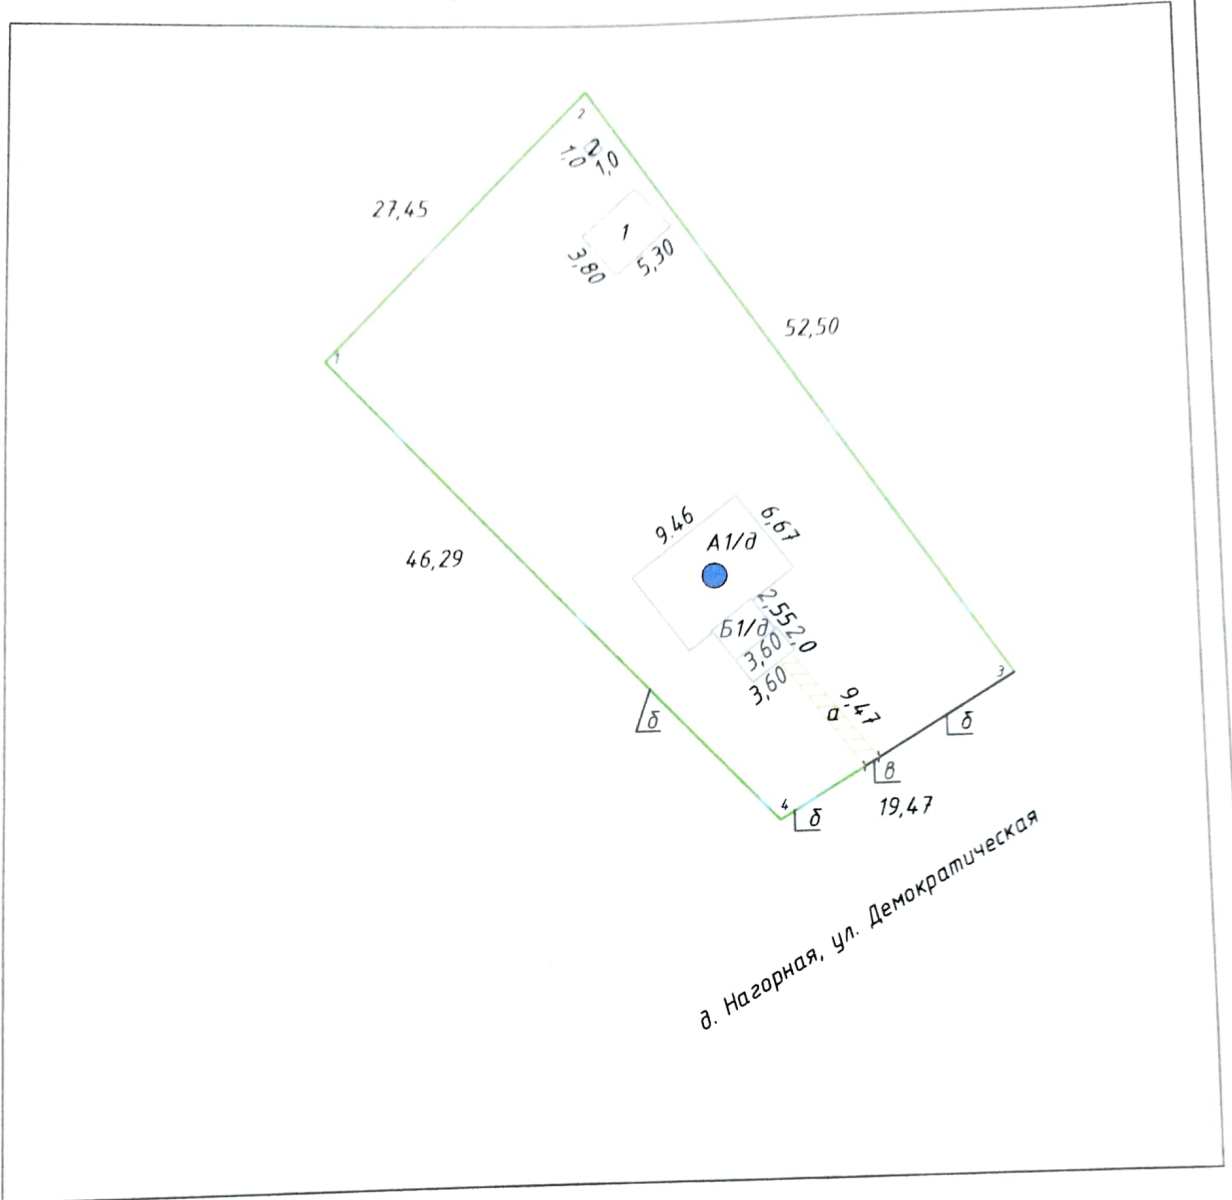 2
2
1,0
1,0
27,45
1
3,80
5,30
52,50
1
9.46
6,67
А1/д
46,29
2,55
2,0
Б1/д
3,60
3,60
9,47
а
3
б
б
в
4
б
19,47
д. Нагорная, ул. Демократическая